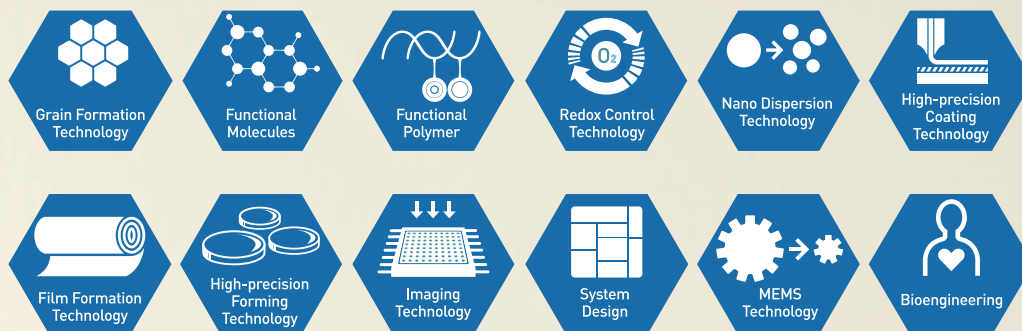 Grain Formation
Technology
Functional
Molecules
Functional
Polymer
O₂
Redox Control
Technology
Nano Dispersion
Technology
High-precision
Coating
Technology
Film Formation
Technology
High-precision
Forming
Technology
Imaging
Technology
System
Design
MEMS
Technology
Bioengineering